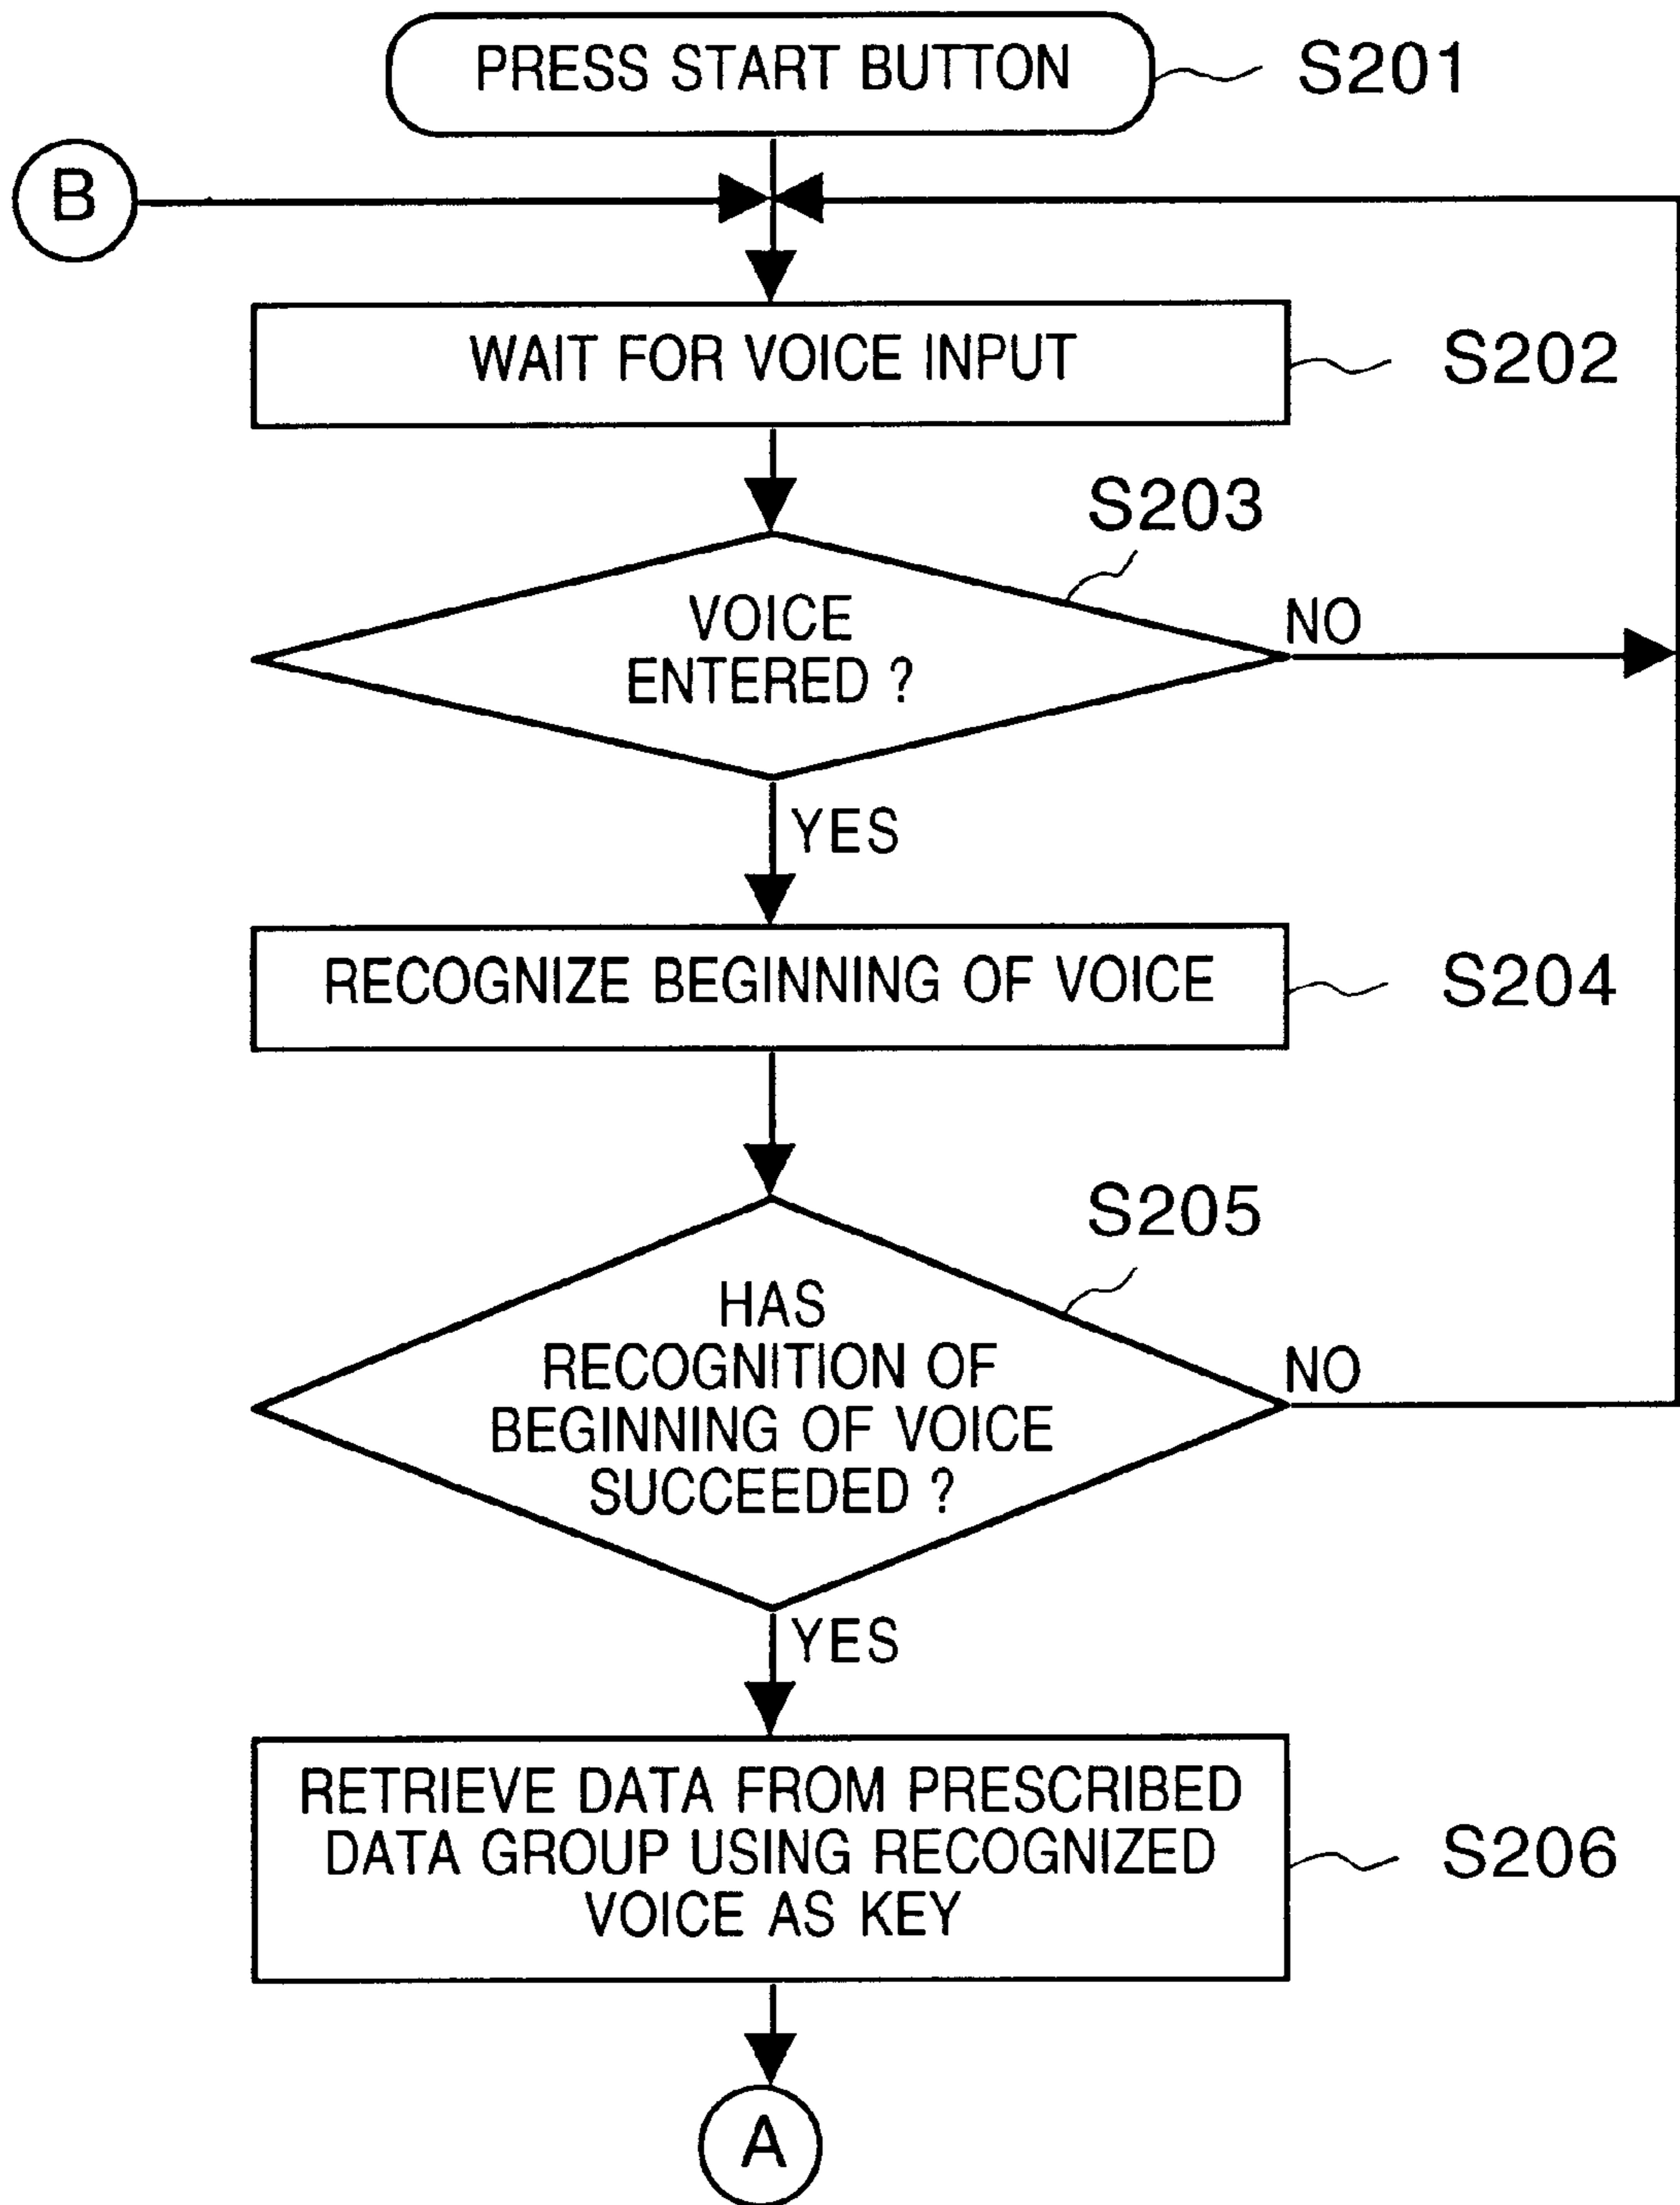 PRESS START BUTTON
S201
B
WAIT FOR VOICE INPUT
S202
S203
VOICE
ENTERED ?
NO
YES
RECOGNIZE BEGINNING OF VOICE
S204
S205
HAS
RECOGNITION OF
BEGINNING OF VOICE
SUCCEEDED ?
NO
YES
RETRIEVE DATA FROM PRESCRIBED
DATA GROUP USING RECOGNIZED
VOICE AS KEY
S206
A